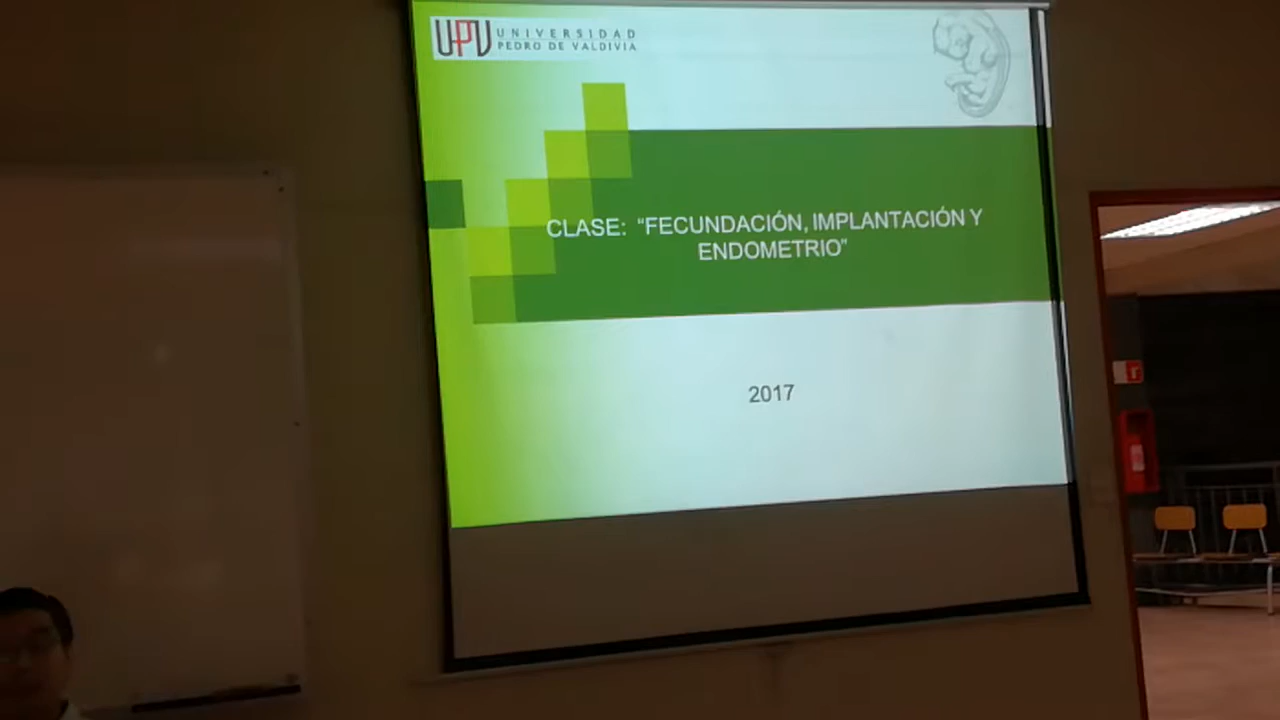 UPV UNIVERSIDAD
PEDRO DE VALDIVIA
CLASE: “FECUNDACIÓN, IMPLANTACIÓN Y
ENDOMETRIO”
2017